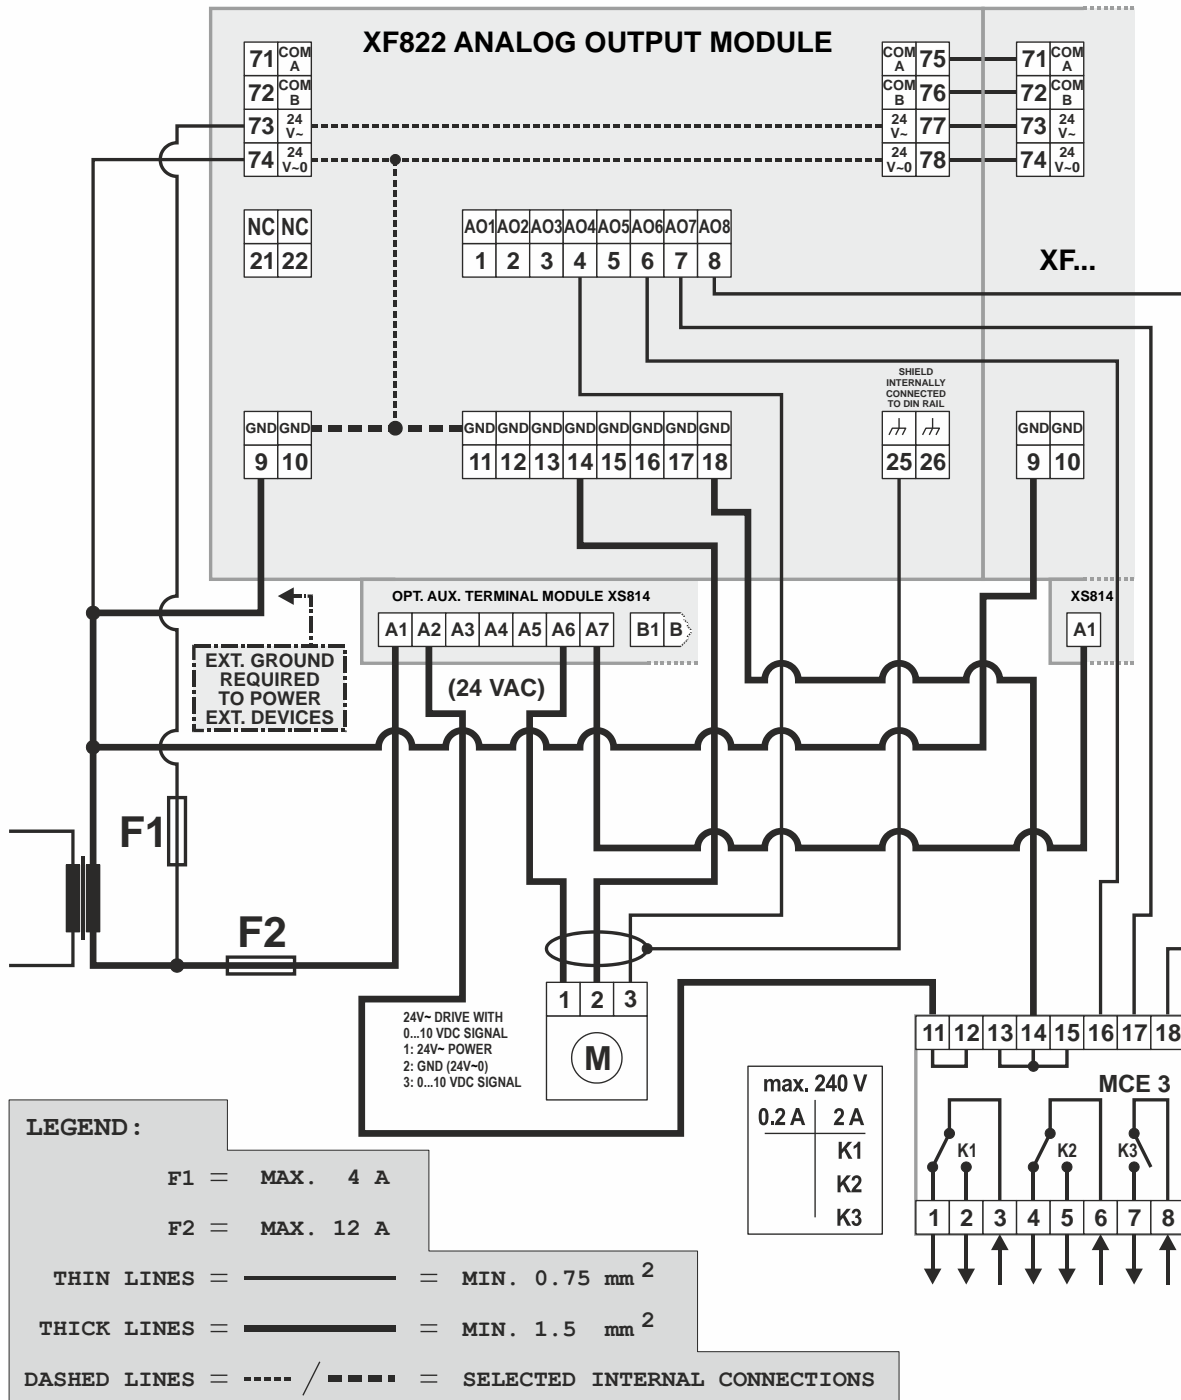 XF822 ANALOG OUTPUT MODULE
71 COM A
72 COM B
73 24 V~
74 24 V~0
COM A 75
COM B 76
24 V~ 77
24 V~0 78
71 COM A
72 COM B
73 24 V~
74 24 V~0
NC NC
21 22
AO1 AO2 AO3 AO4 AO5 AO6 AO7 AO8
1 2 3 4 5 6 7 8
XF...
SHIELD
INTERNALLY
CONNECTED
TO DIN RAIL
GND GND
9 10
GND GND GND GND GND GND GND GND
11 12 13 14 15 16 17 18
25 26
GND GND
9 10
OPT. AUX. TERMINAL MODULE XS814
A1 A2 A3 A4 A5 A6 A7 B1 B
XS814
A1
EXT. GROUND
REQUIRED
TO POWER
EXT. DEVICES
(24 VAC)
F1
F2
1 2 3
M
24V~ DRIVE WITH
0...10 VDC SIGNAL
1: 24V~ POWER
2: GND (24V~0)
3: 0...10 VDC SIGNAL
11 12 13 14 15 16 17 18
MCE 3
max. 240 V
0.2 A 2 A
K1
K2
K3
K1 K2 K3
1 2 3 4 5 6 7 8
LEGEND:
F1 = MAX. 4 A
F2 = MAX. 12 A
THIN LINES = = MIN. 0.75 mm 2
THICK LINES = = MIN. 1.5 mm 2
DASHED LINES = / = SELECTED INTERNAL CONNECTIONS